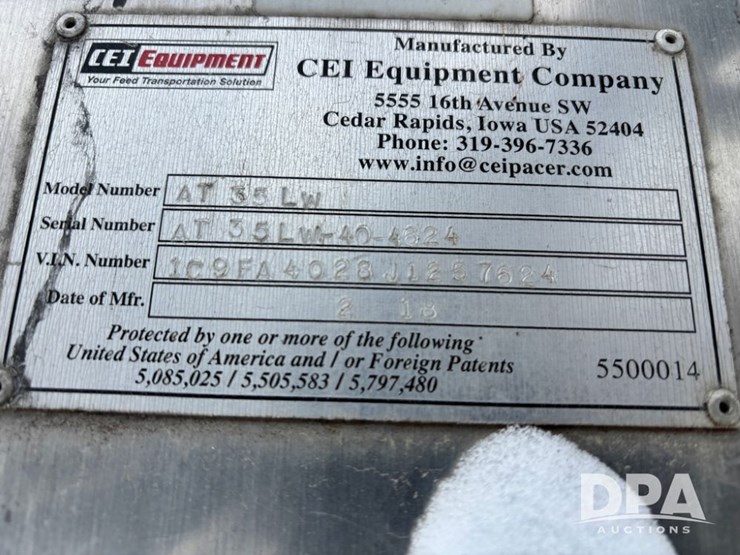 CEI EQUIPMENT
Your Feed Transportation Solution
Manufactured By
CEI Equipment Company
5555 16th Avenue SW
Cedar Rapids, Iowa USA 52404
Phone: 319-396-7336
www.info@ceipacer.com
Model Number AT 35 LW
Serial Number
V.I.N. Number
Date of Mfr. 2 18
Protected by one or more of the following
United States of America and / or Foreign Patents
5,085,025 / 5,505,583 / 5,797,480
5500014
DPA
AUCTIONS